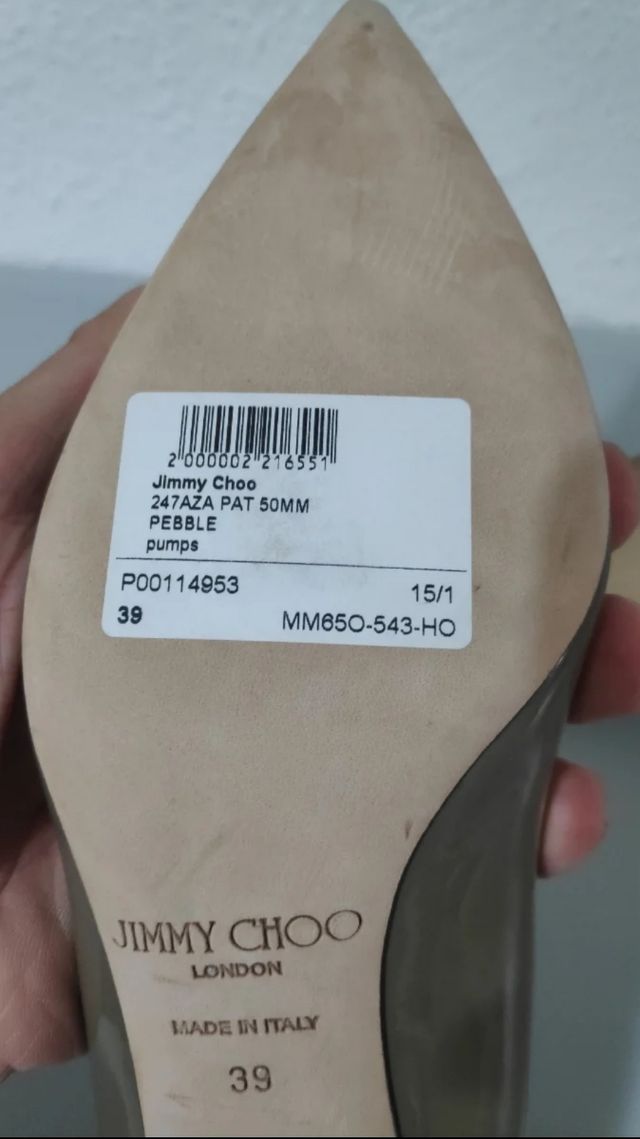 2 000002 216551
Jimmy Choo
247AZA PAT 50MM
PEBBLE
pumps
P00114953 15/1
39 MM65O-543-HO
JIMMY CHOO
LONDON
MADE IN ITALY
39